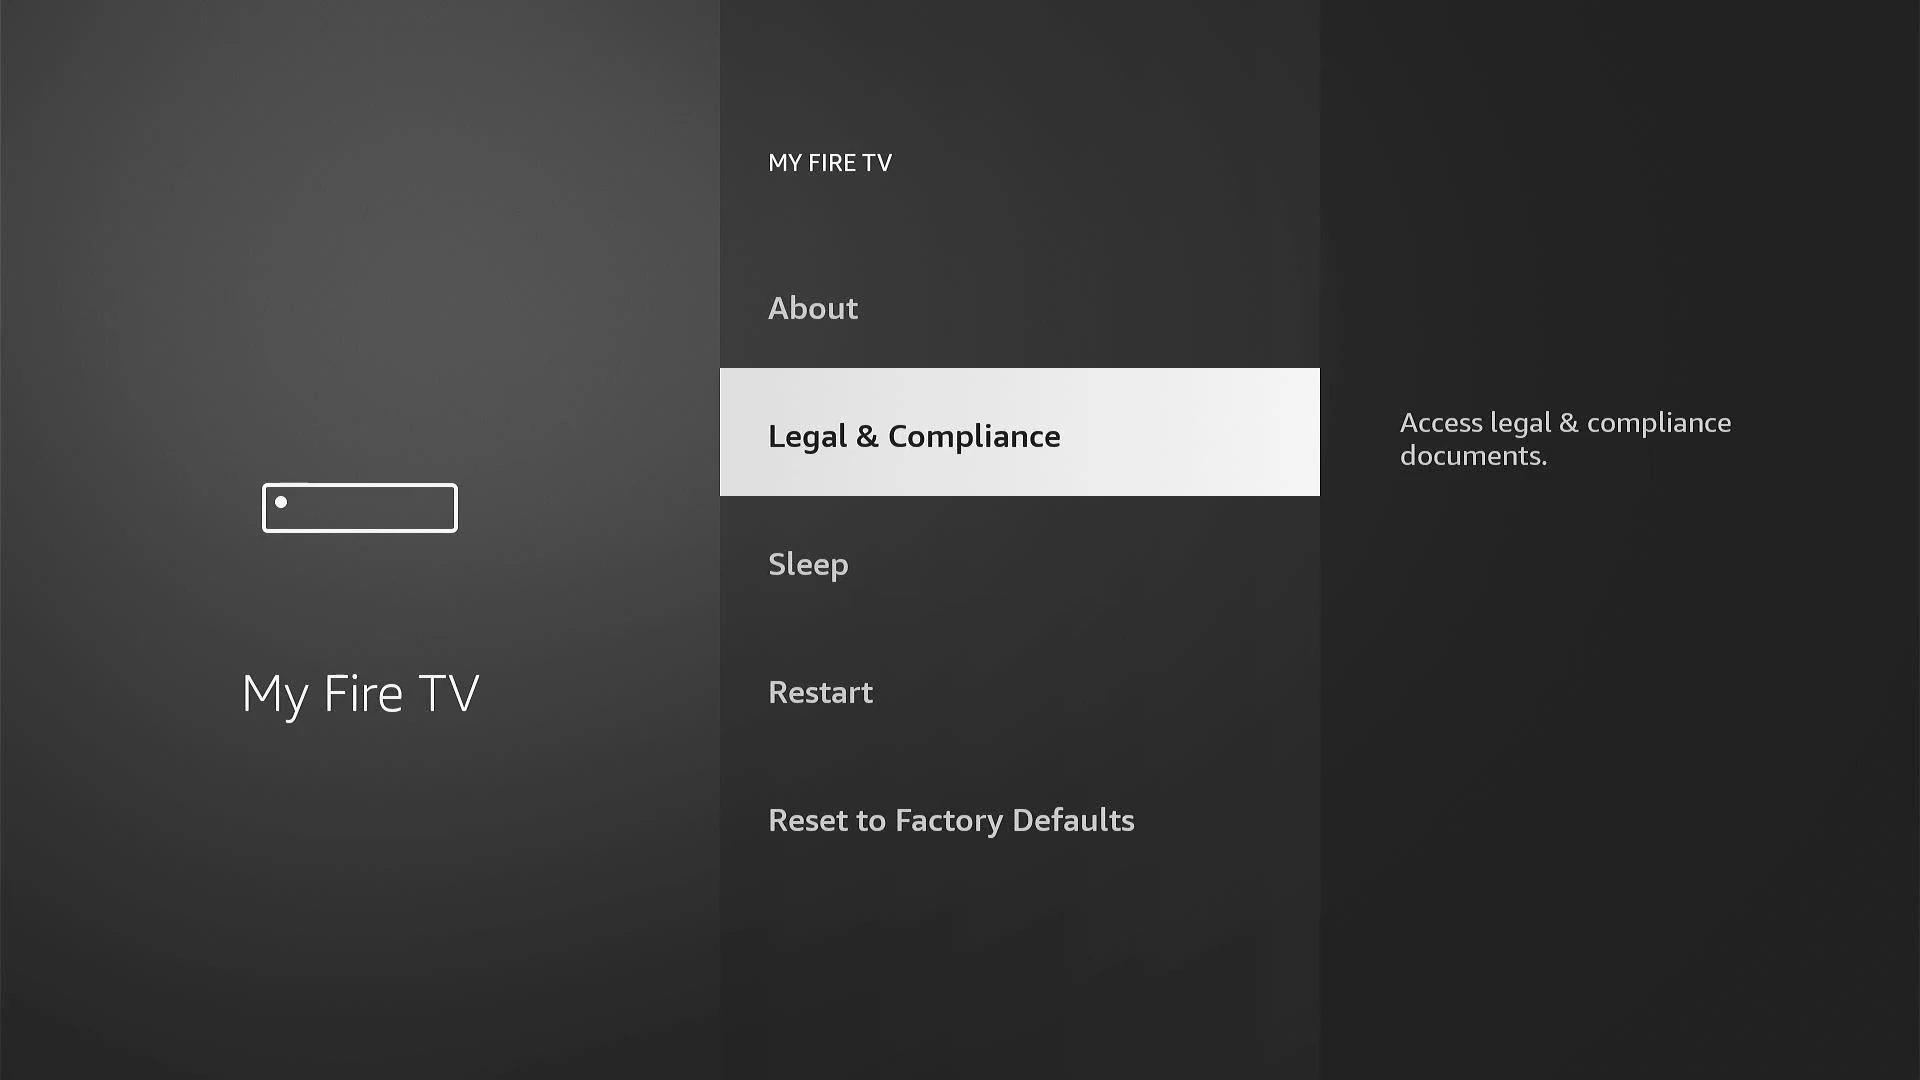 My Fire TV
MY FIRE TV
About
Legal & Compliance
Sleep
Restart
Reset to Factory Defaults
Access legal & compliance
documents.